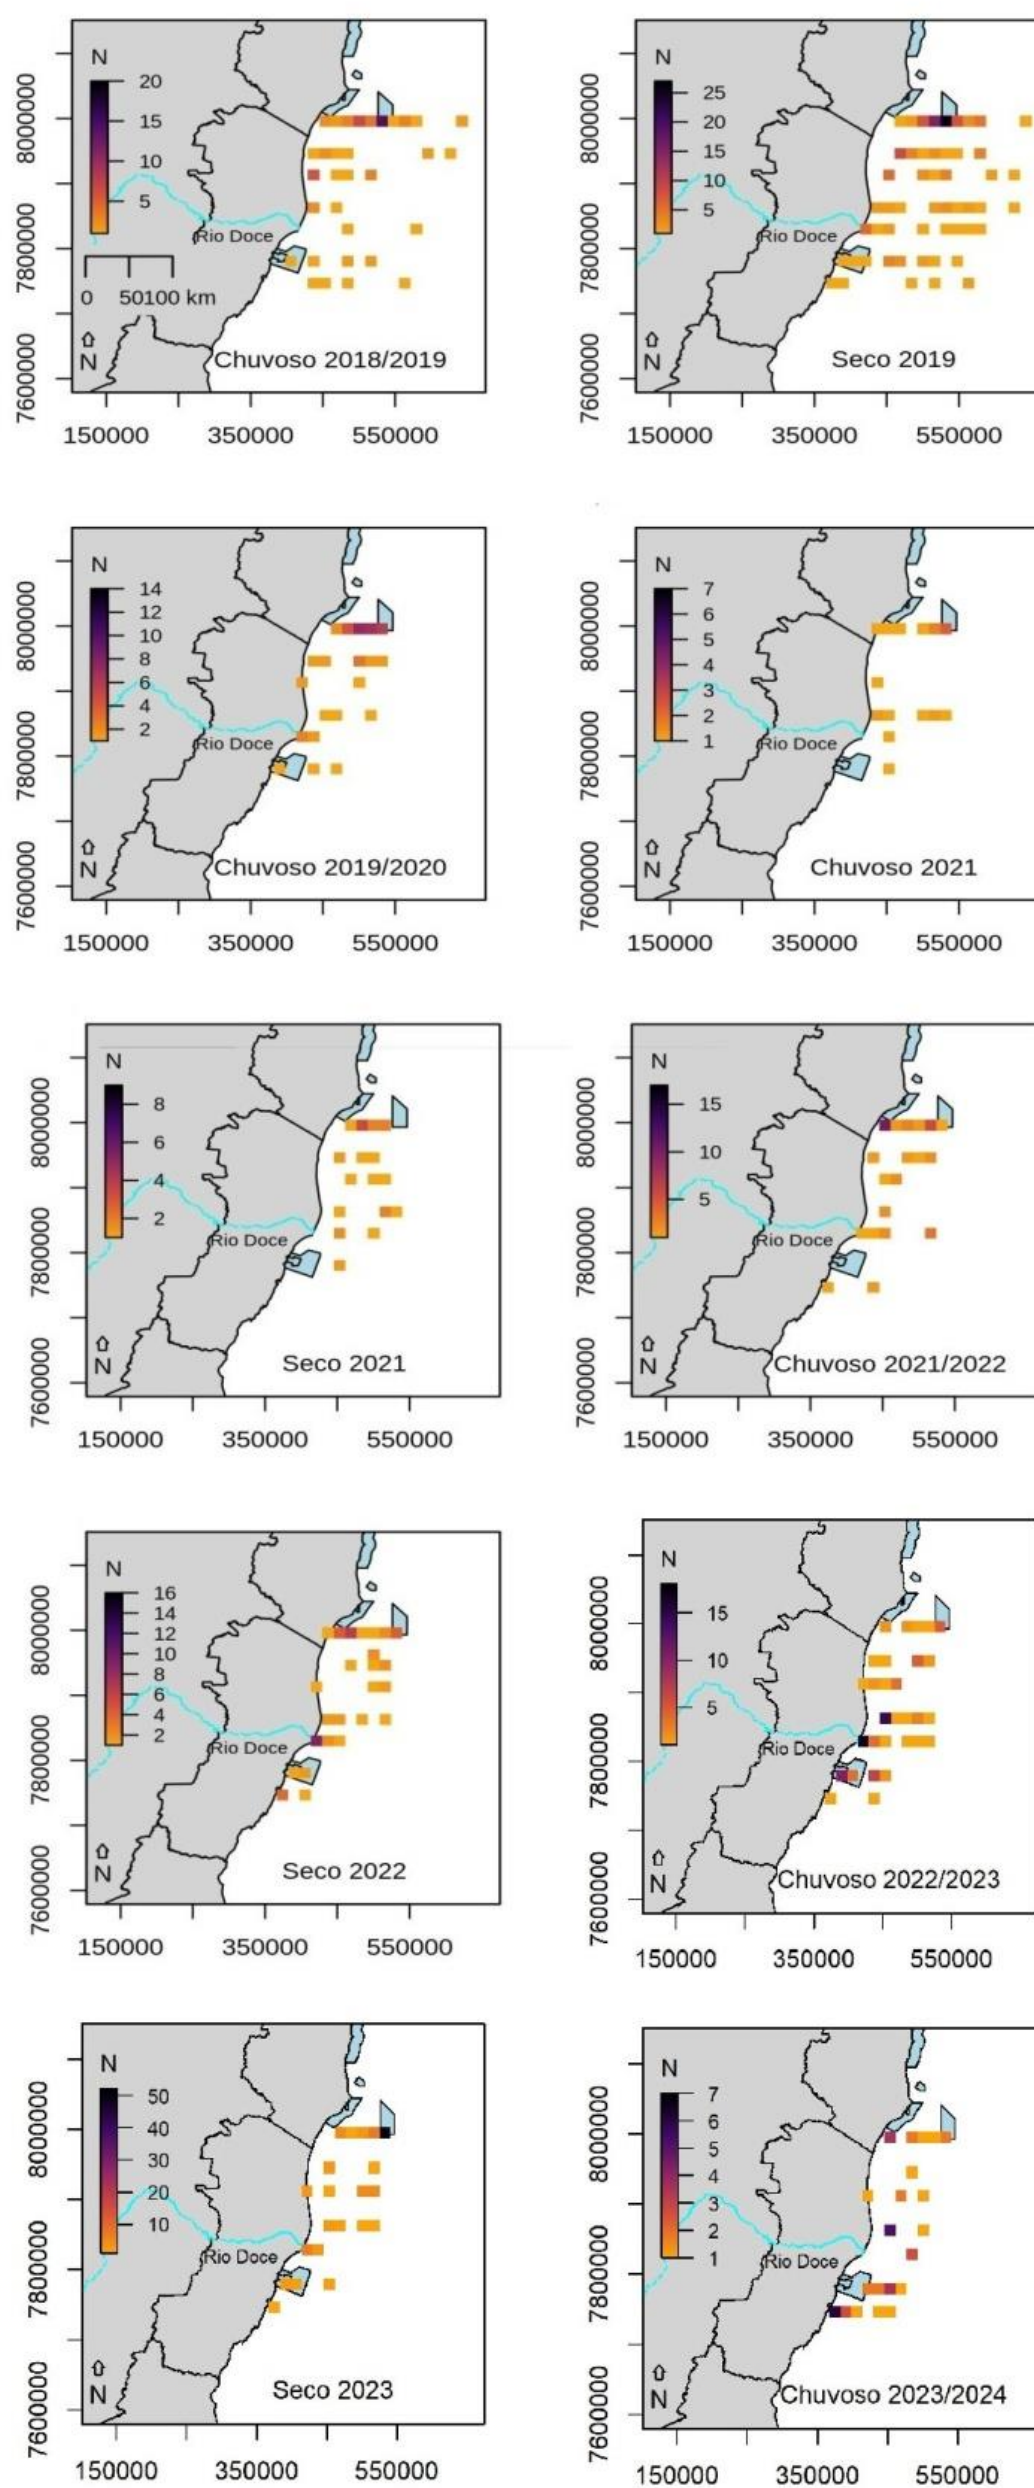 N
20
15
10
5
8000000
7800000
7600000
Rio Doce
0 50100 km
N
Chuvoso 2018/2019
150000 350000 550000
N
25
20
15
10
5
8000000
7800000
7600000
Rio Doce
N
Seco 2019
150000 350000 550000
N
14
12
10
8
6
4
2
8000000
7800000
7600000
Rio Doce
N
Chuvoso 2019/2020
150000 350000 550000
N
7
6
5
4
3
2
1
8000000
7800000
7600000
Rio Doce
N
Chuvoso 2021
150000 350000 550000
N
8
6
4
2
8000000
7800000
7600000
Rio Doce
N
Seco 2021
150000 350000 550000
N
15
10
5
8000000
7800000
7600000
Rio Doce
N
Chuvoso 2021/2022
150000 350000 550000
N
16
14
12
10
8
6
4
2
8000000
7800000
7600000
Rio Doce
N
Seco 2022
150000 350000 550000
N
15
10
5
8000000
7800000
7600000
Rio Doce
N
Chuvoso 2022/2023
150000 350000 550000
N
50
40
30
20
10
8000000
7800000
7600000
Rio Doce
N
Seco 2023
150000 350000 550000
N
7
6
5
4
3
2
1
8000000
7800000
7600000
Rio Doce
N
Chuvoso 2023/2024
150000 350000 550000